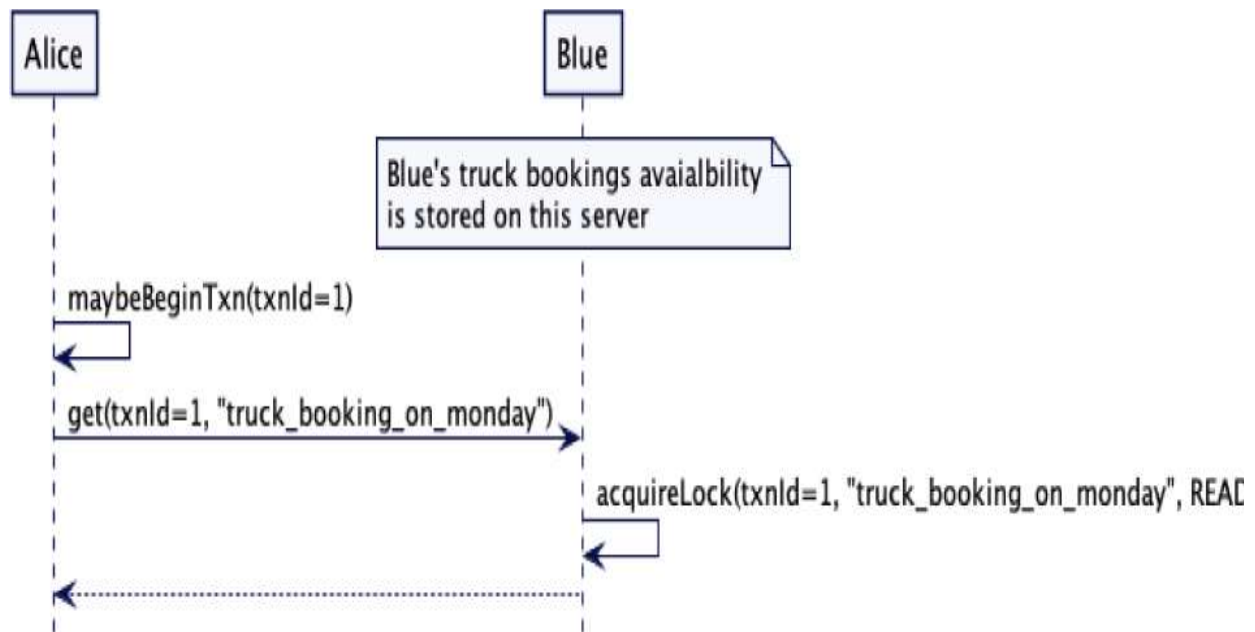 Alice
Blue
Blue's truck bookings avaialbility
is stored on this server
maybeBeginTxn(txnId=1)
get(txnId=1, "truck_booking_on_monday")
acquireLock(txnId=1, "truck_booking_on_monday", READ